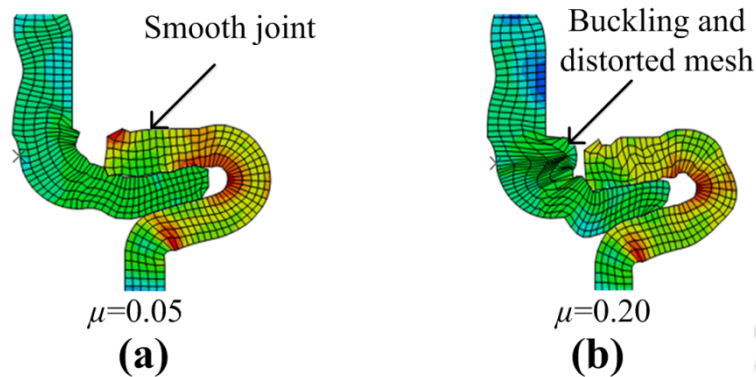 Smooth joint
Buckling and
distorted mesh
μ=0.05
μ=0.20
(a)
(b)